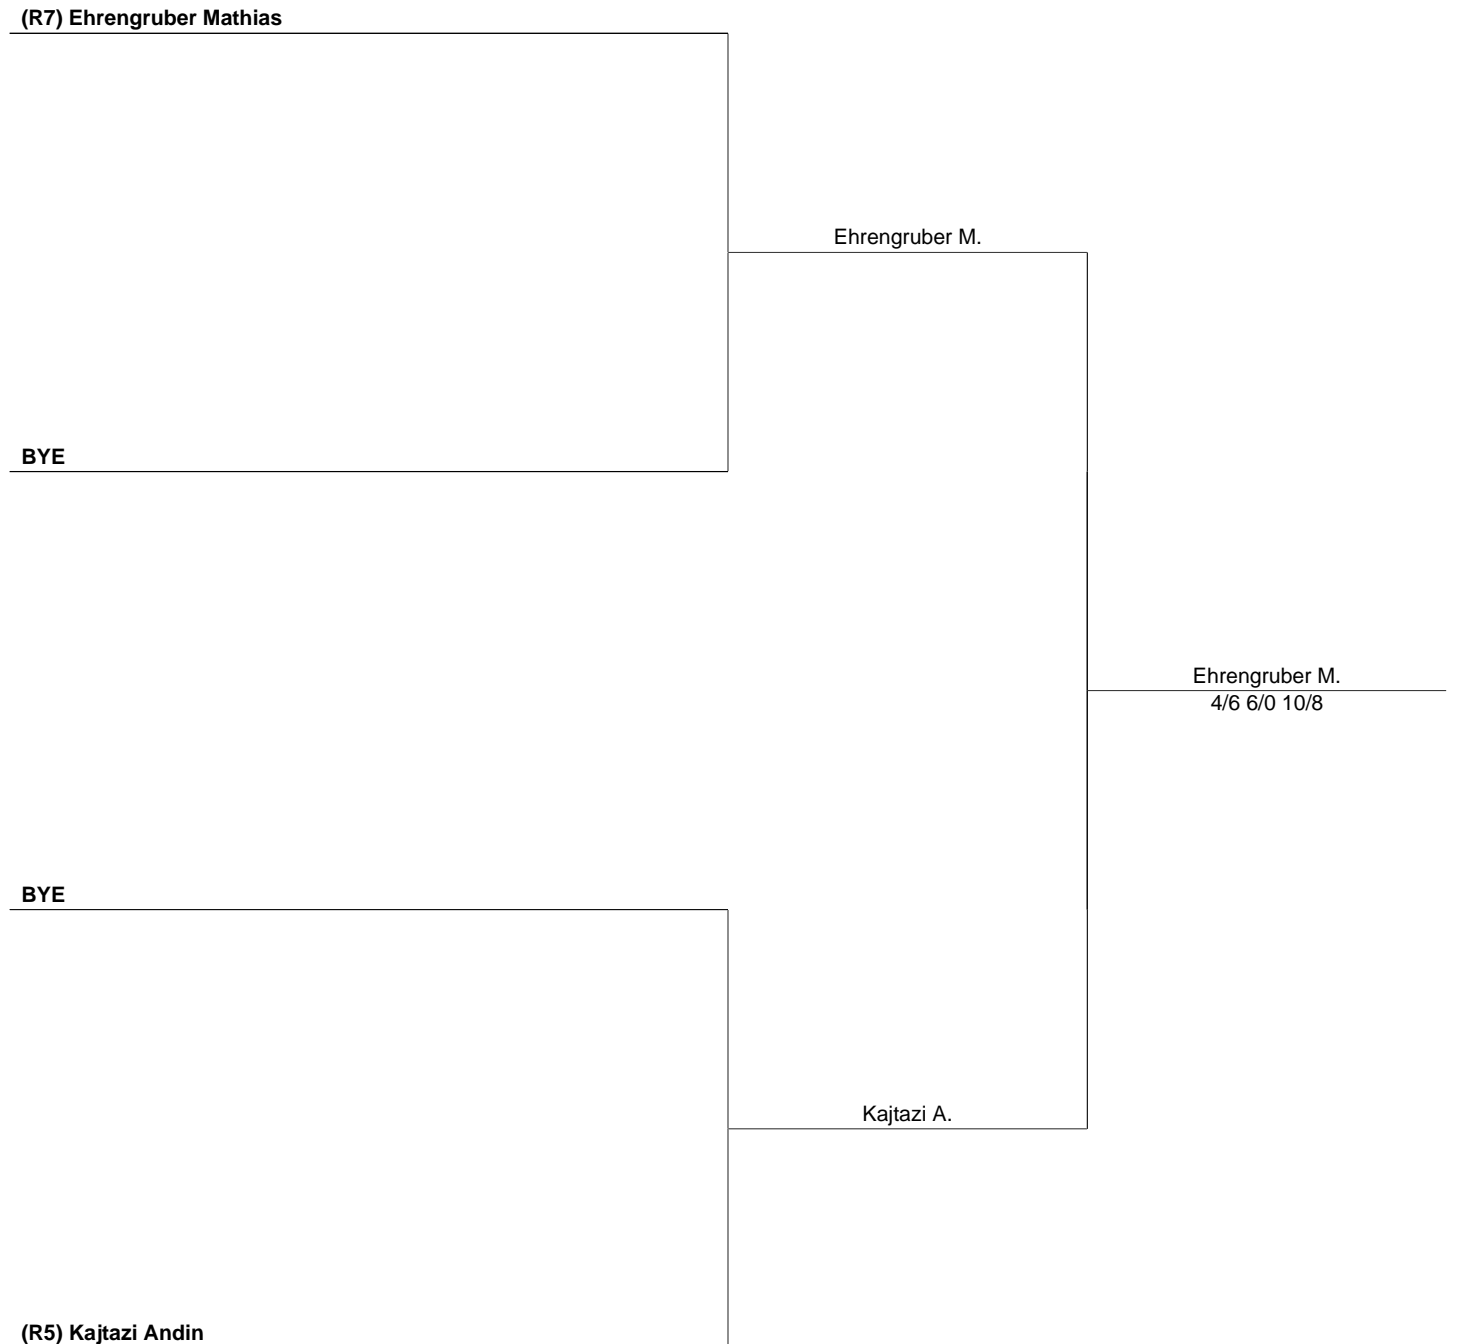 (R7) Ehrengruber Mathias
Ehrengruber M.
BYE
Ehrengruber M.
4/6 6/0 10/8
BYE
Kajtazi A.
(R5) Kajtazi Andin